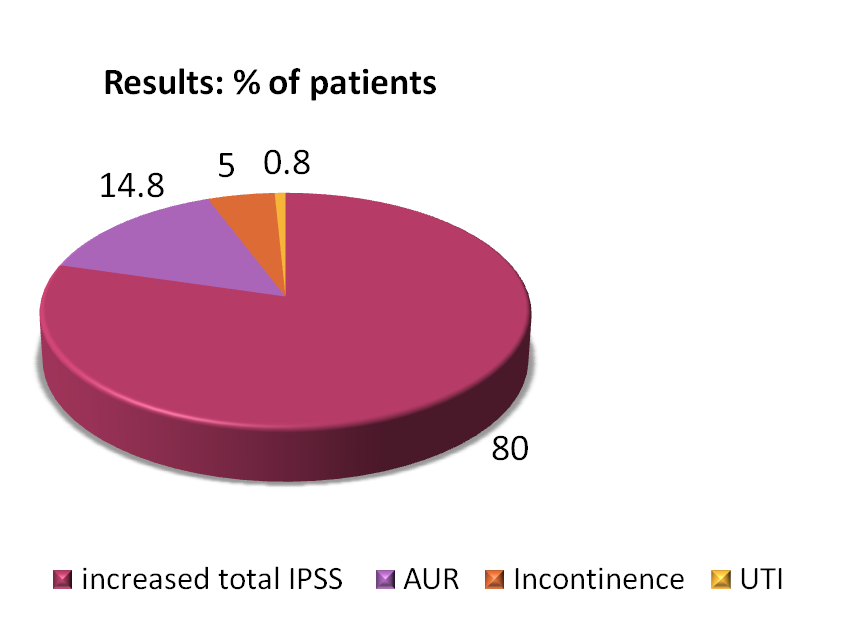 Results: % of patients
5 0.8
14.8
80
increased total IPSS AUR Incontinence UTI